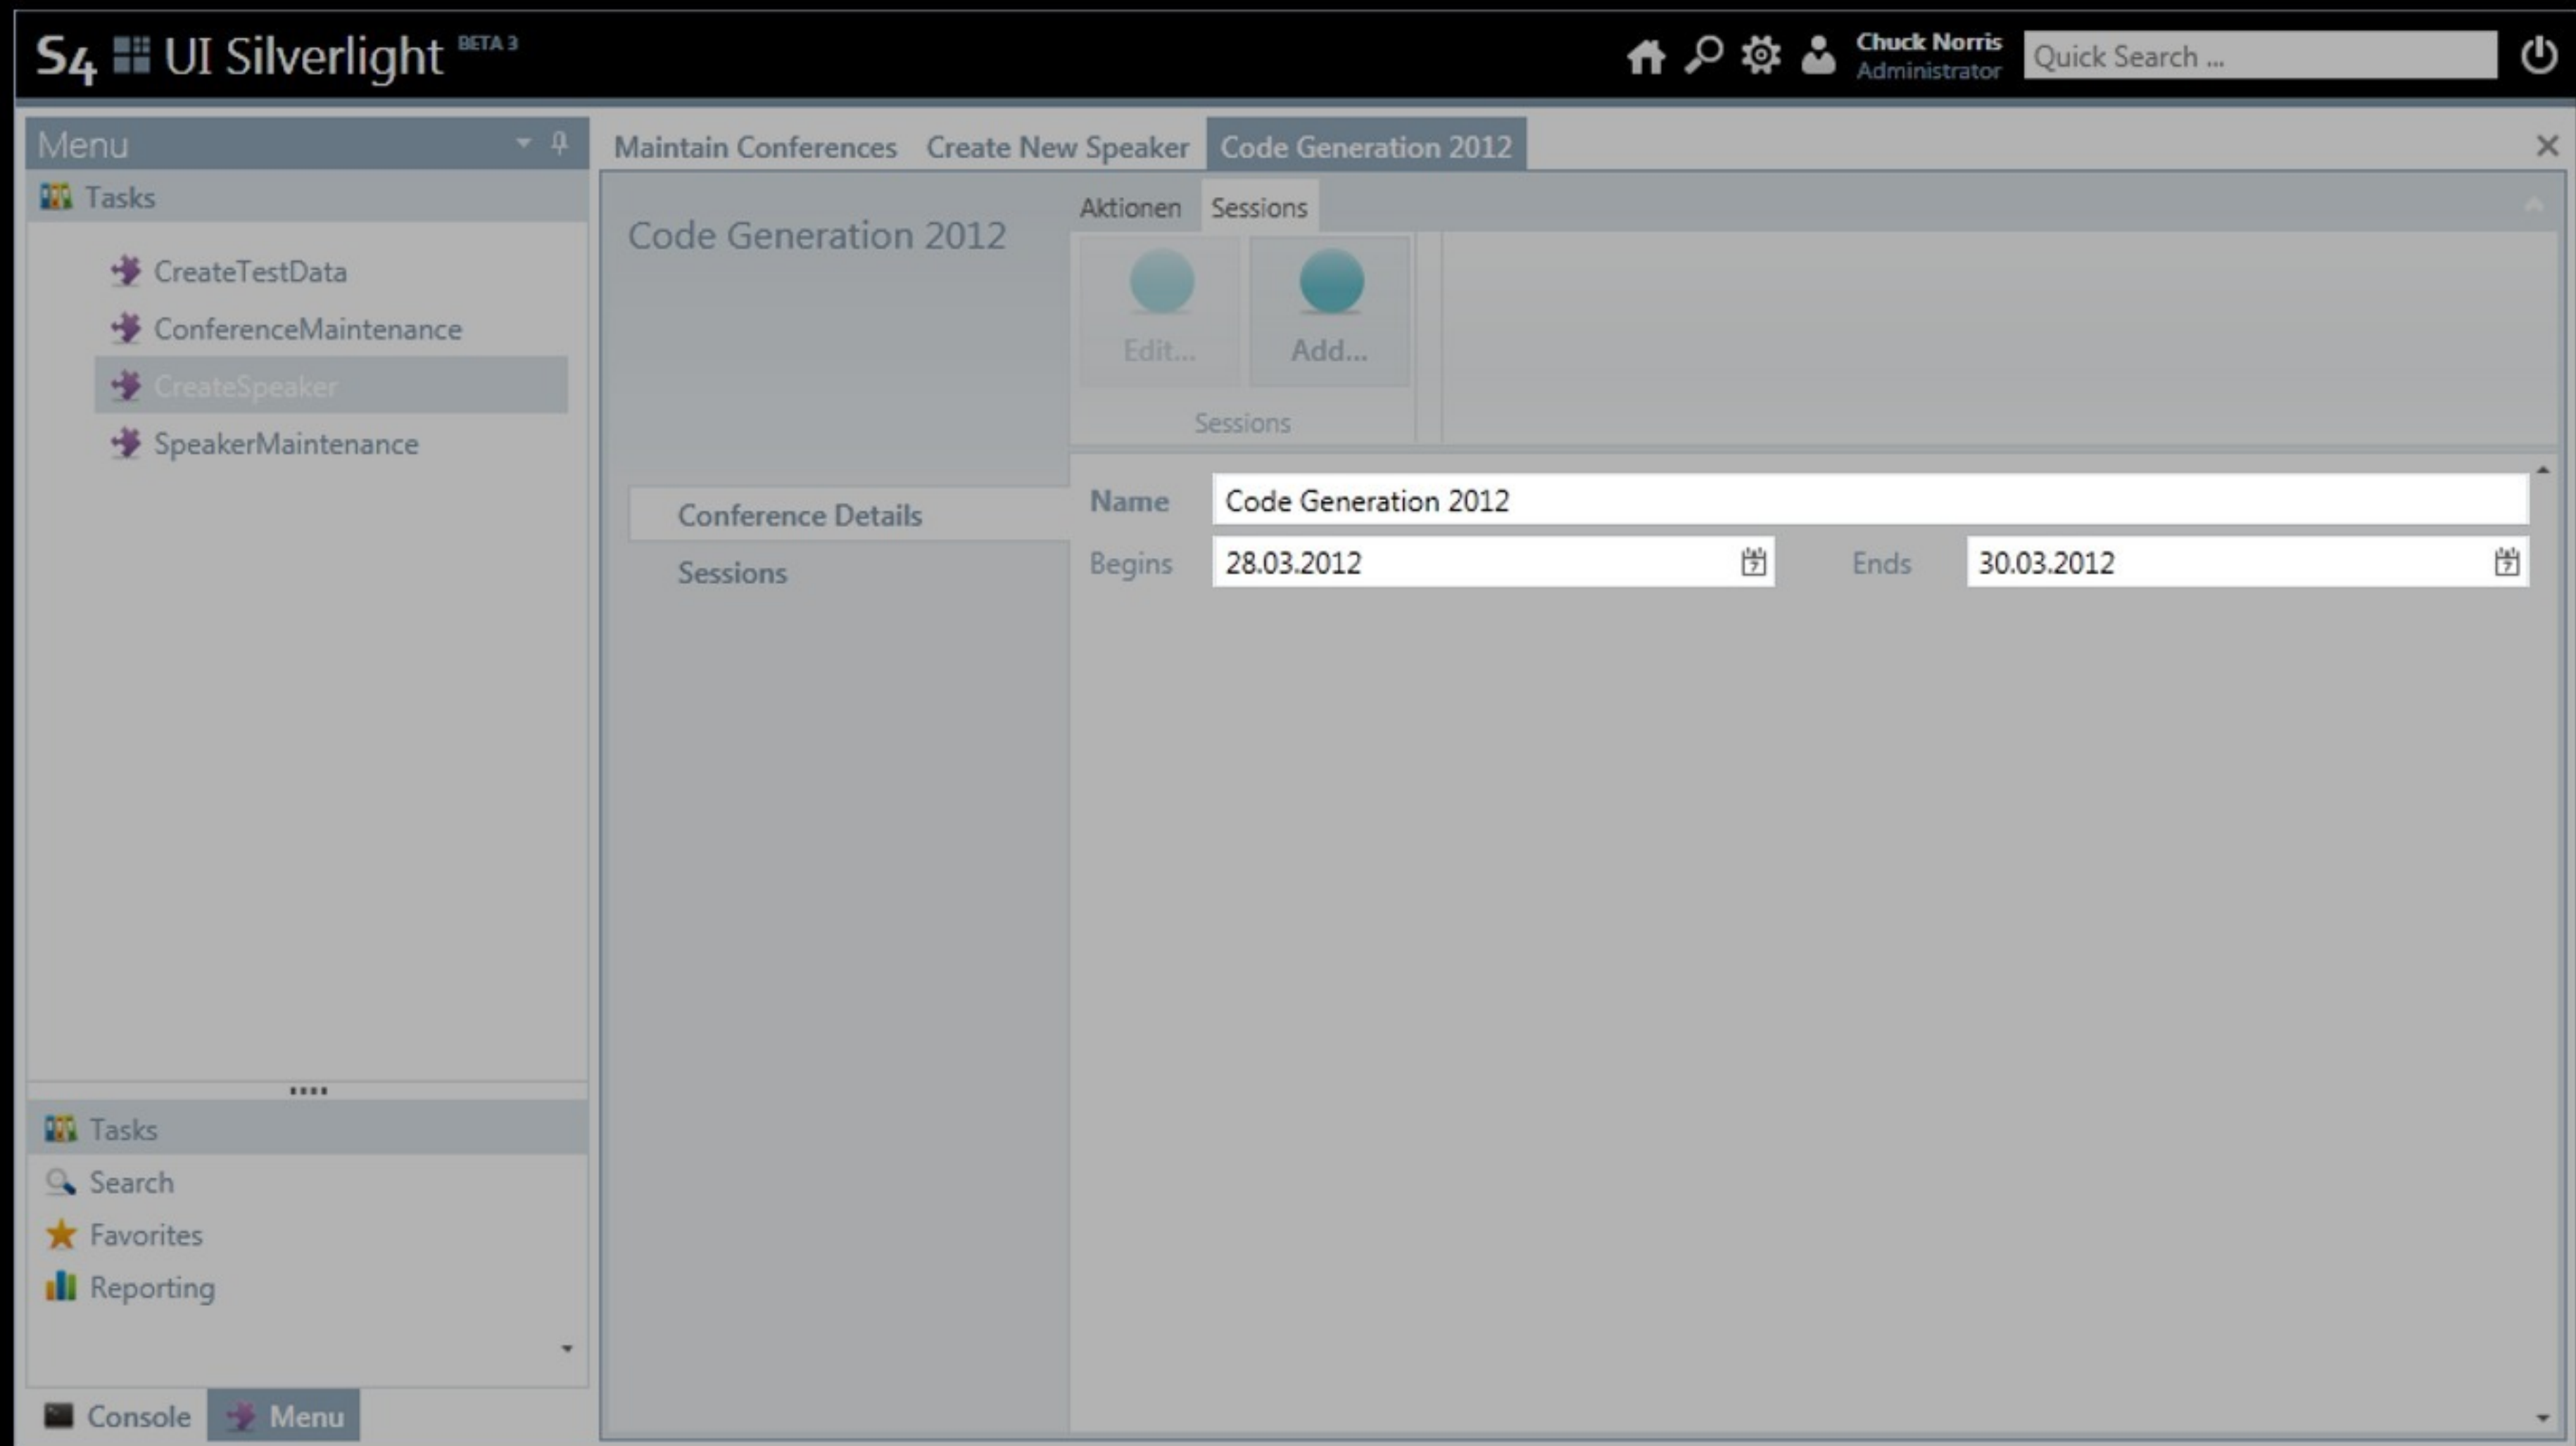 S4 UI Silverlight BETA 3
Chuck Norris
Administrator
Quick Search ...
Menu
Tasks
CreateTestData
ConferenceMaintenance
CreateSpeaker
SpeakerMaintenance
Tasks
Search
Favorites
Reporting
Console Menu
Maintain Conferences Create New Speaker Code Generation 2012
Code Generation 2012
Conference Details
Sessions
Aktionen Sessions
Edit... Add...
Sessions
Name Code Generation 2012
Begins 28.03.2012 Ends 30.03.2012